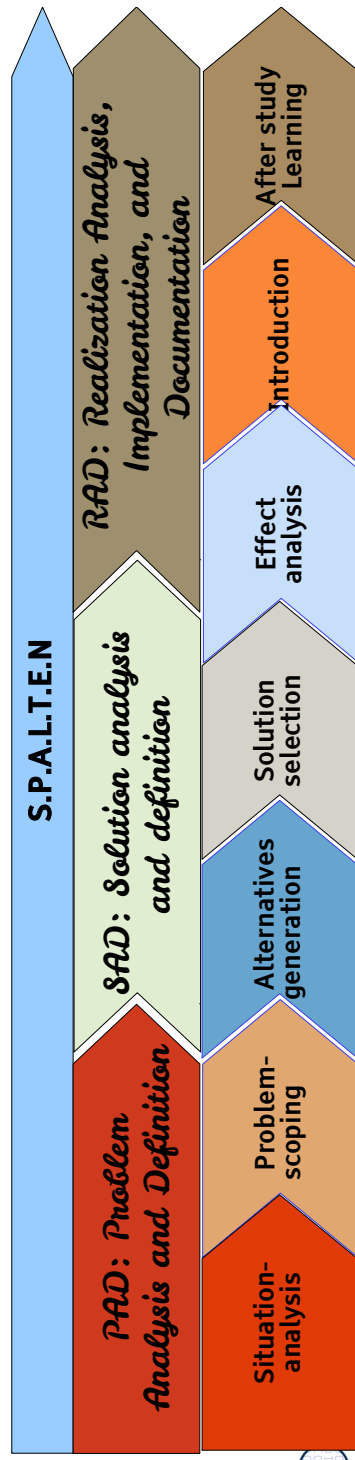 S.P.A.L.T.E.N
PAD: Problem
Analysis and Definition
SAD: Solution analysis
and definition
RAD: Realization Analysis,
Implementation, and
Documentation
Situation-
analysis
Problem-
scoping
Alternatives
generation
Solution
selection
Effect
analysis
Introduction
After study
Learning